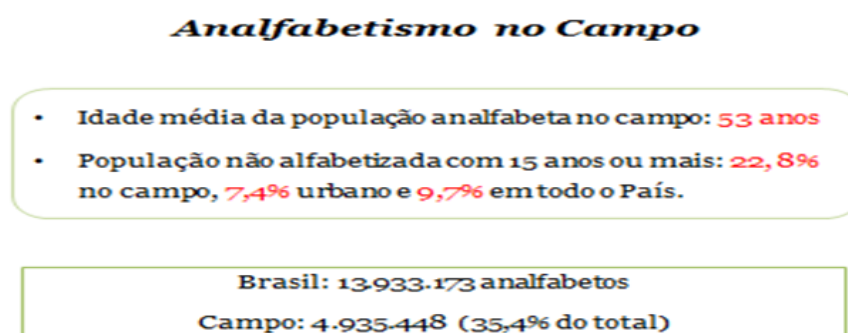 Analfabetismo no Campo
• Idade média da população analfabeta no campo: 53 anos
• População não alfabetizada com 15 anos ou mais: 22, 8%
no campo, 7,4% urbano e 9,7% em todo o País.
Brasil: 13.933.173 analfabetos
Campo: 4.935.448 (35,4% do total)